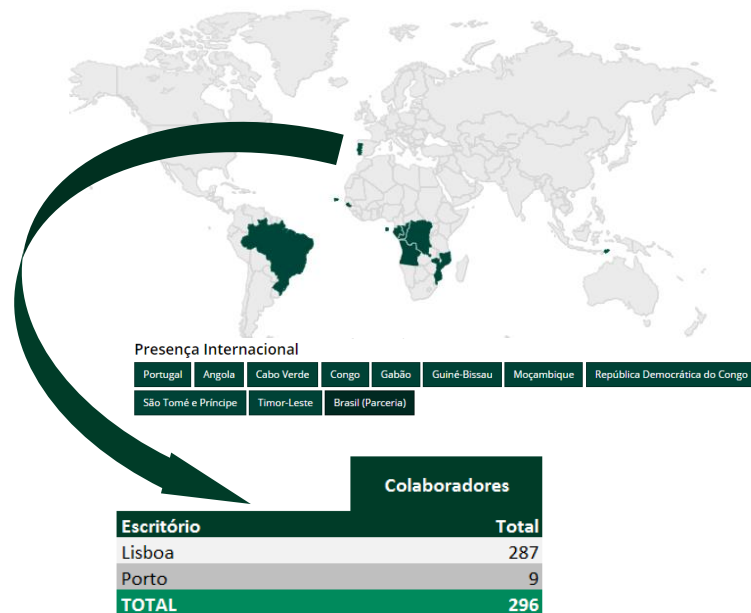 Presença Internacional
Portugal Angola Cabo Verde Congo Gabão Guiné-Bissau Moçambique República Democrática do Congo
São Tomé e Príncipe Timor-Leste Brasil (Parceria)
Colaboradores
Escritório Total
Lisboa 287
Porto 9
TOTAL 296